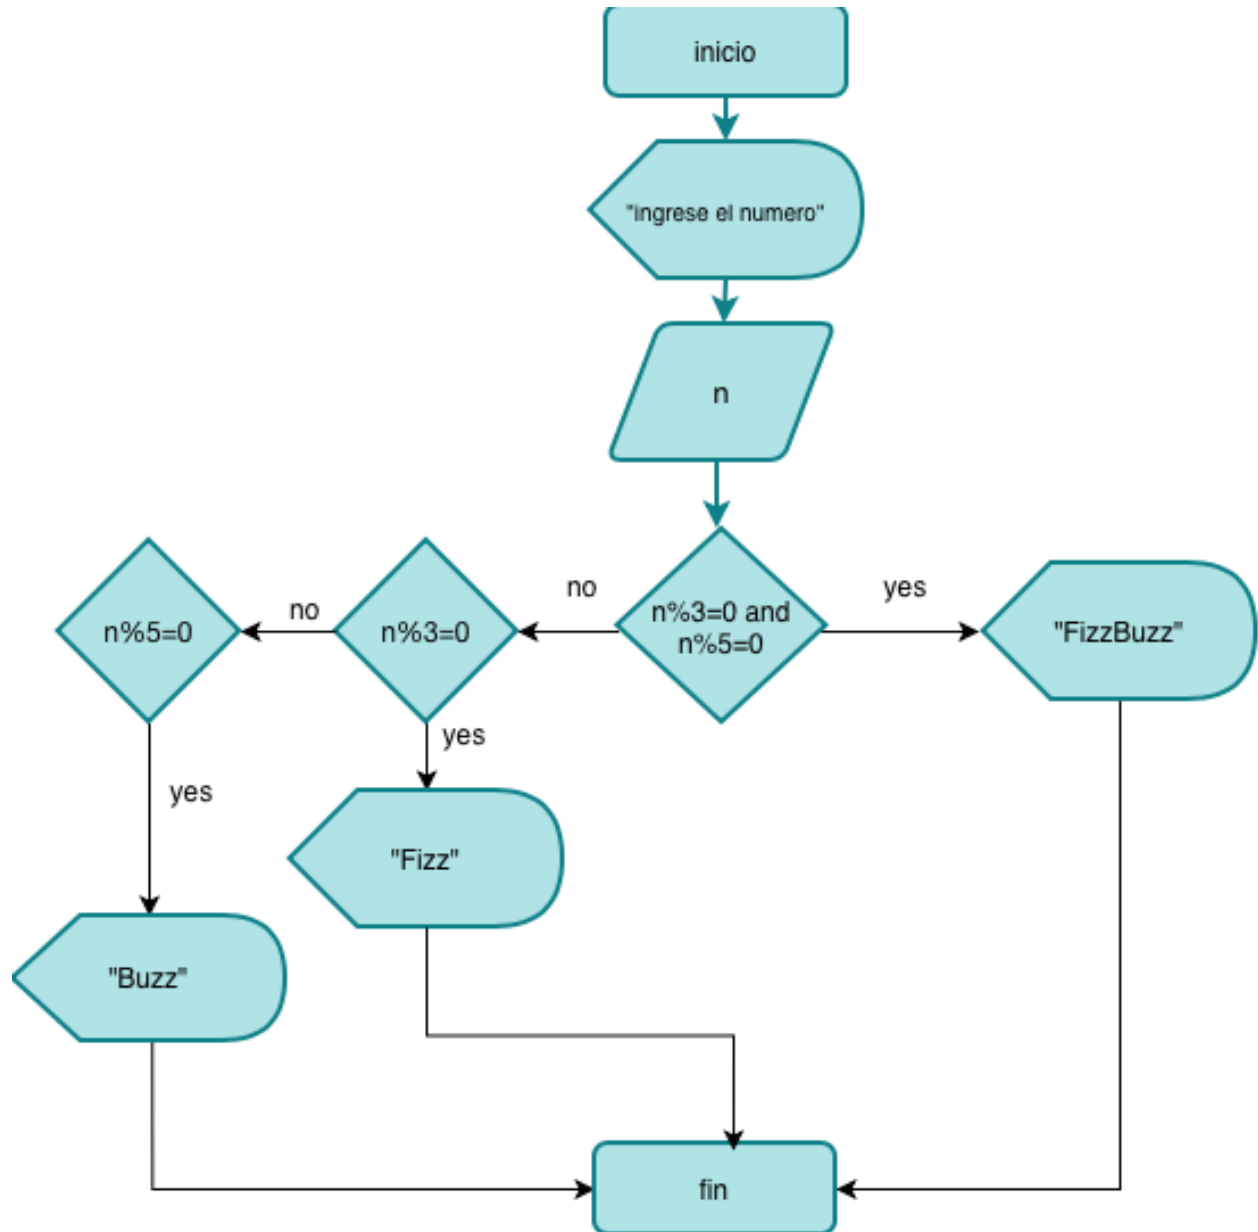 inicio
"ingrese el numero"
n
n%3=0 and
n%5=0
yes
"FizzBuzz"
no
n%3=0
no
n%5=0
yes
"Fizz"
yes
"Buzz"
fin